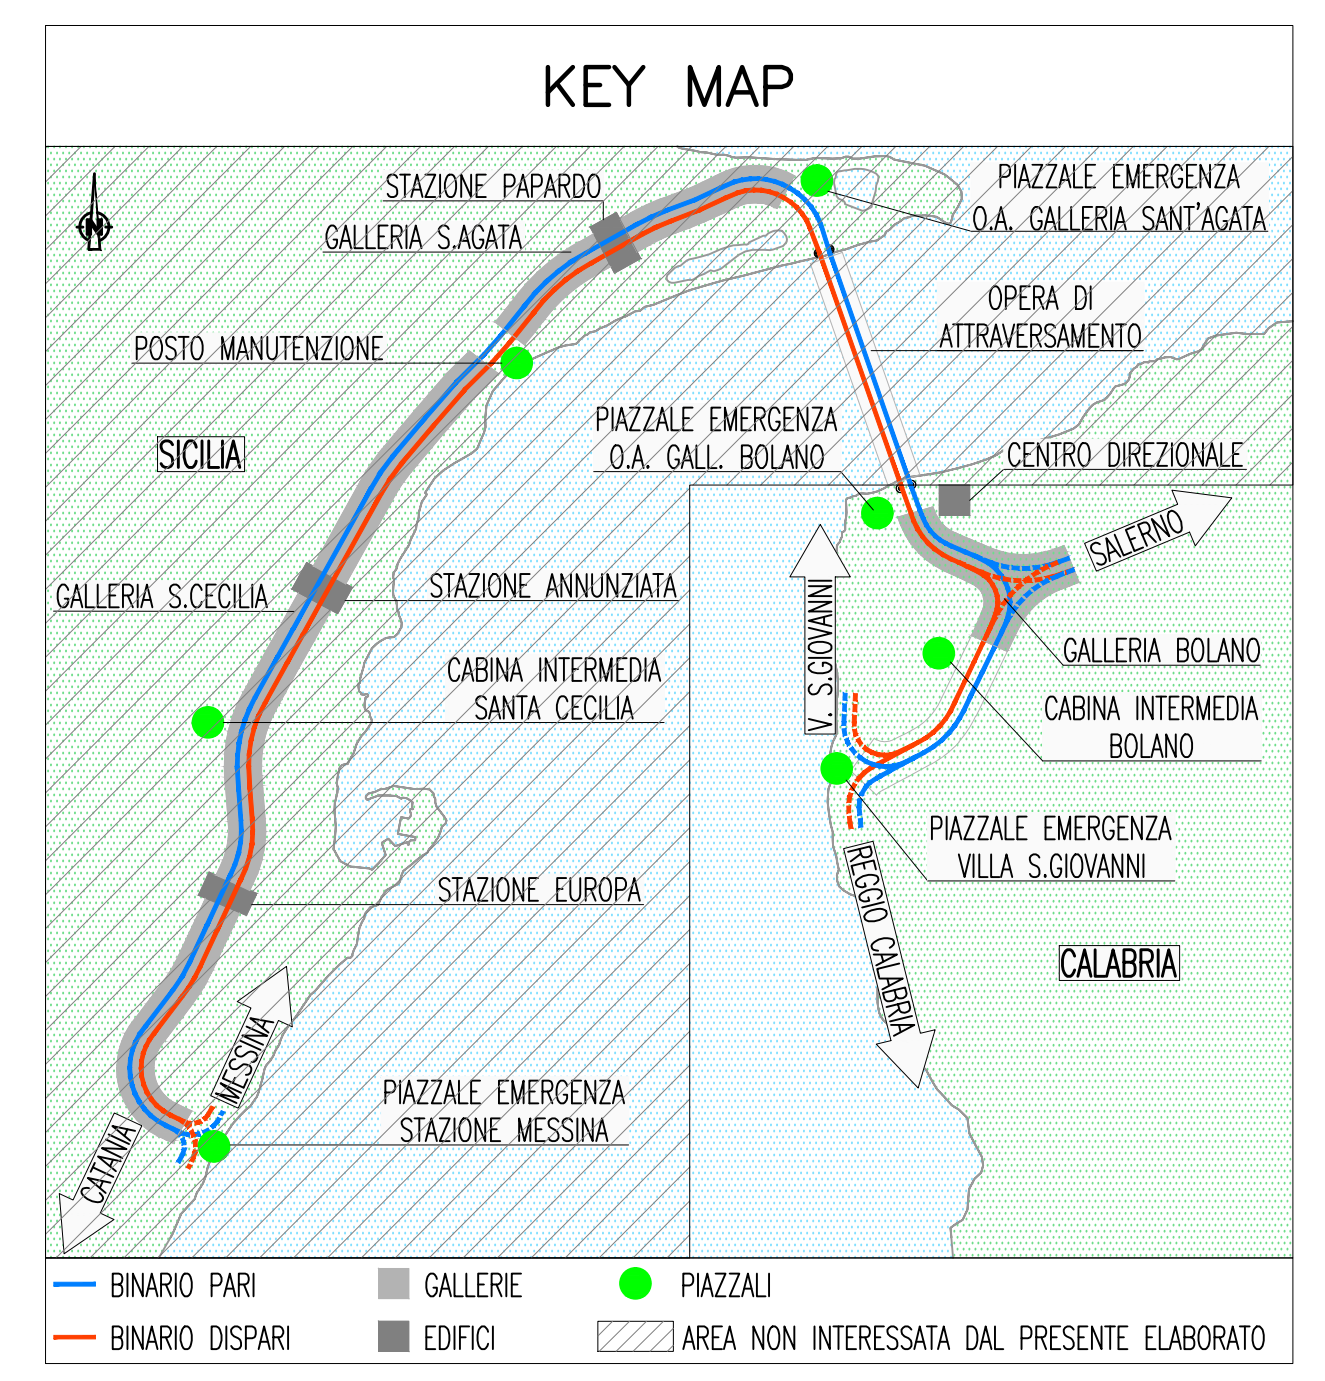 KEY MAP
N
STAZIONE PAPARDO
GALLERIA S.AGATA
PIAZZALE EMERGENZA
O.A. GALLERIA SANT'AGATA
OPERA DI
ATTRAVERSAMENTO
POSTO MANUTENZIONE
SICILIA
PIAZZALE EMERGENZA
O.A. GALL. BOLANO
CENTRO DIREZIONALE
SALERNO
V. S.GIOVANNI
GALLERIA S.CECILIA
STAZIONE ANNUNZIATA
CABINA INTERMEDIA
SANTA CECILIA
GALLERIA BOLANO
CABINA INTERMEDIA
BOLANO
PIAZZALE EMERGENZA
VILLA S.GIOVANNI
STAZIONE EUROPA
REGGIO CALABRIA
CALABRIA
MESSINA
PIAZZALE EMERGENZA
STAZIONE MESSINA
CATANIA
BINARIO PARI
GALLERIE
PIAZZALI
BINARIO DISPARI
EDIFICI
AREA NON INTERESSATA DAL PRESENTE ELABORATO